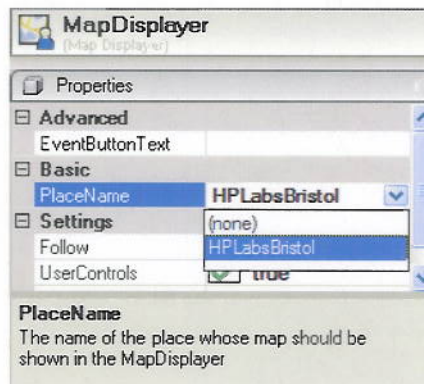 MapDisplayer
(Map Displayer)
Properties
Advanced
EventButtonText
Basic
PlaceName HPLabsBristol
Settings (none)
Follow HPLabsBristol
UserControls true
PlaceName
The name of the place whose map should be
shown in the MapDisplayer